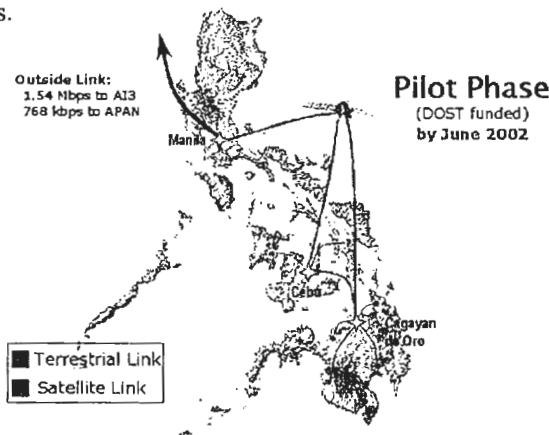 s.
Outside Link:
1.54 Mbps to AI3
768 kbps to APAN
Pilot Phase
(DOST funded)
by June 2002
Manila
Cebu
Cagayan
de Oro
Terrestrial Link
Satellite Link